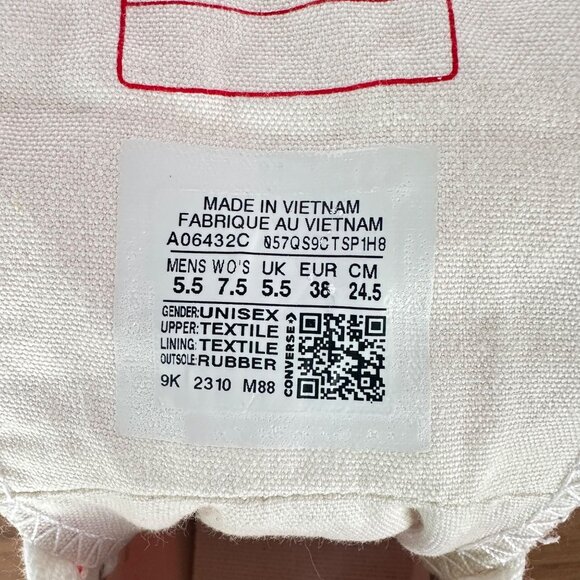 MADE IN VIETNAM
FABRIQUE AU VIETNAM
A06432C 057QS9CTSP1H8
MENS WO'S UK EUR CM
5.5 7.5 5.5 38 24.5
GENDER: UNISEX
UPPER: TEXTILE
LINING: TEXTILE
OUTSOLE: RUBBER
CONVERSE
9K 2310 M88